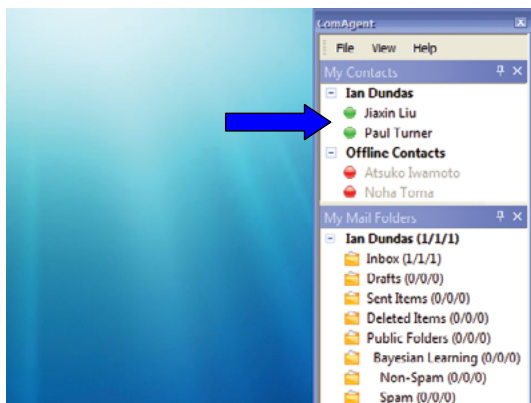 ComAgent
File View Help
My Contacts
Ian Dundas
Jiaxin Liu
Paul Turner
Offline Contacts
Atsuko Iwamoto
Noha Toma
My Mail Folders
Ian Dundas (1/1/1)
Inbox (1/1/1)
Drafts (0/0/0)
Sent Items (0/0/0)
Deleted Items (0/0/0)
Public Folders (0/0/0)
Bayesian Learning (0/0/0)
Non-Spam (0/0/0)
Spam (0/0/0)